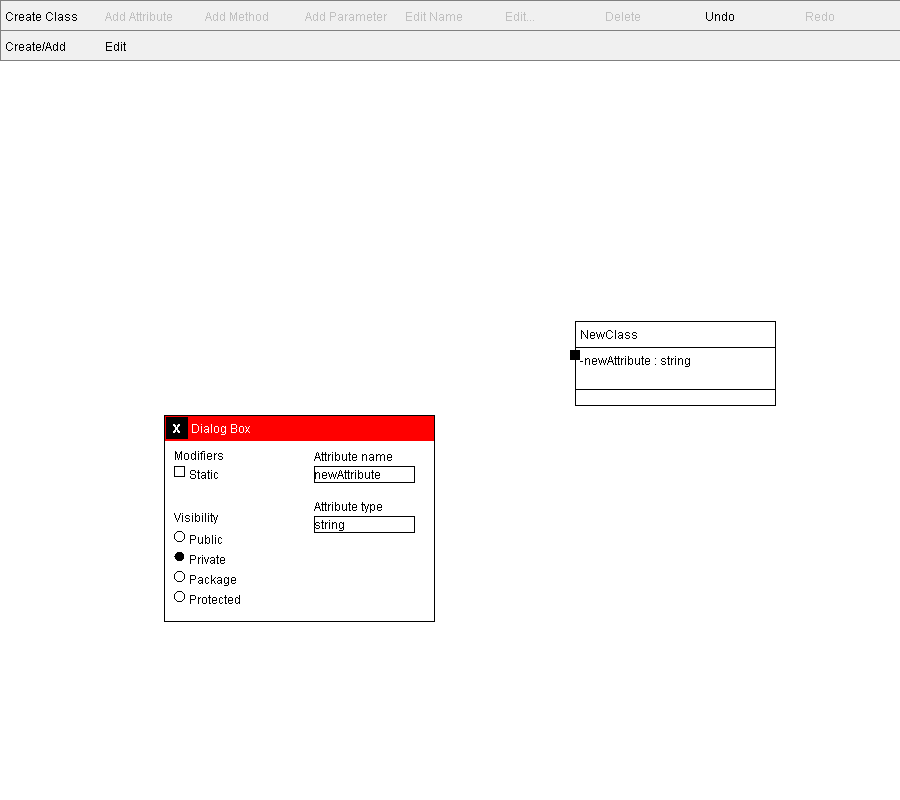 Create Class Add Attribute Add Method Add Parameter Edit Name Edit... Delete Undo Redo
Create/Add Edit
NewClass
-newAttribute : string
X Dialog Box
Modifiers
Static
Attribute name
newAttribute
Attribute type
string
Visibility
Public
Private
Package
Protected